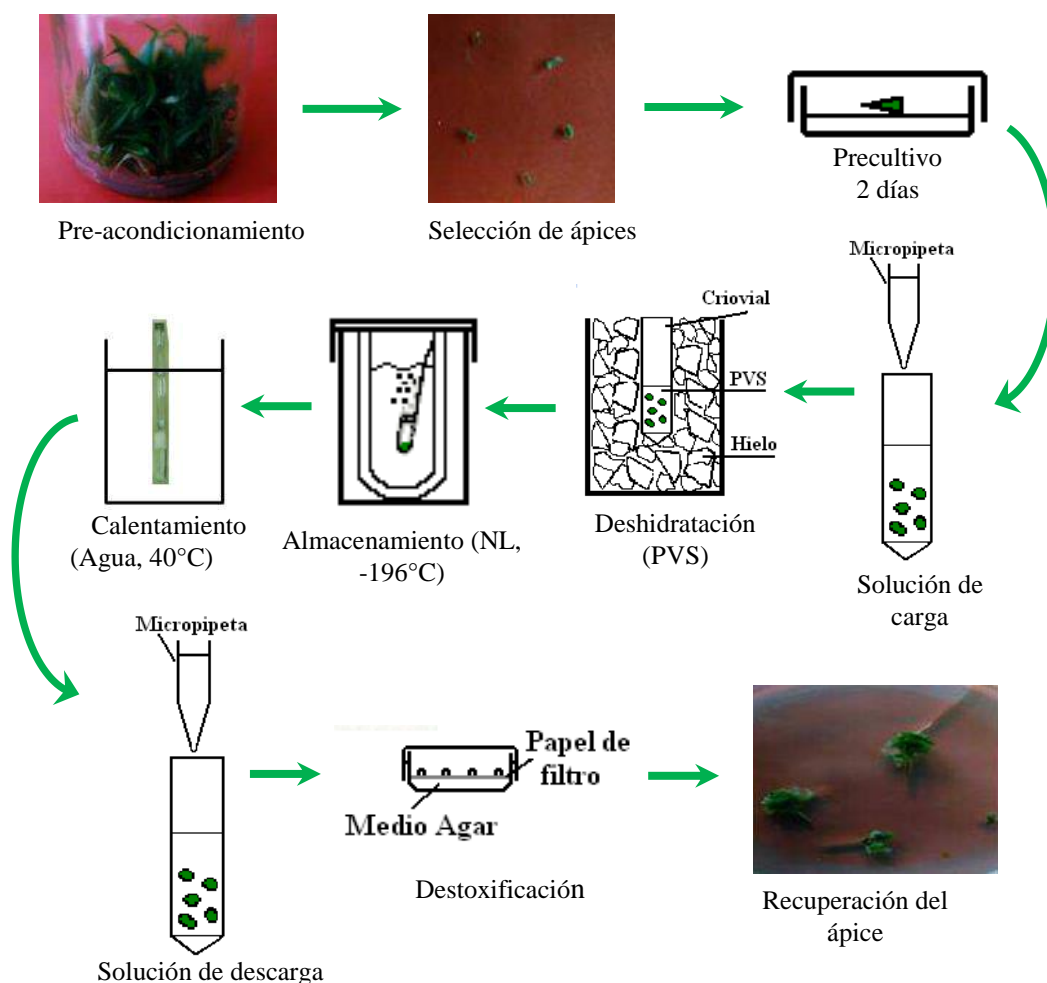 Pre-acondicionamiento
Selección de ápices
Precultivo
2 días
Micropipeta
Criovial
PVS
Hielo
Solución de
carga
Deshidratación
(PVS)
Almacenamiento (NL,
-196°C)
Calentamiento
(Agua, 40°C)
Micropipeta
Solución de descarga
Papel de
filtro
Medio Agar
Destoxificación
Recuperación del
ápice